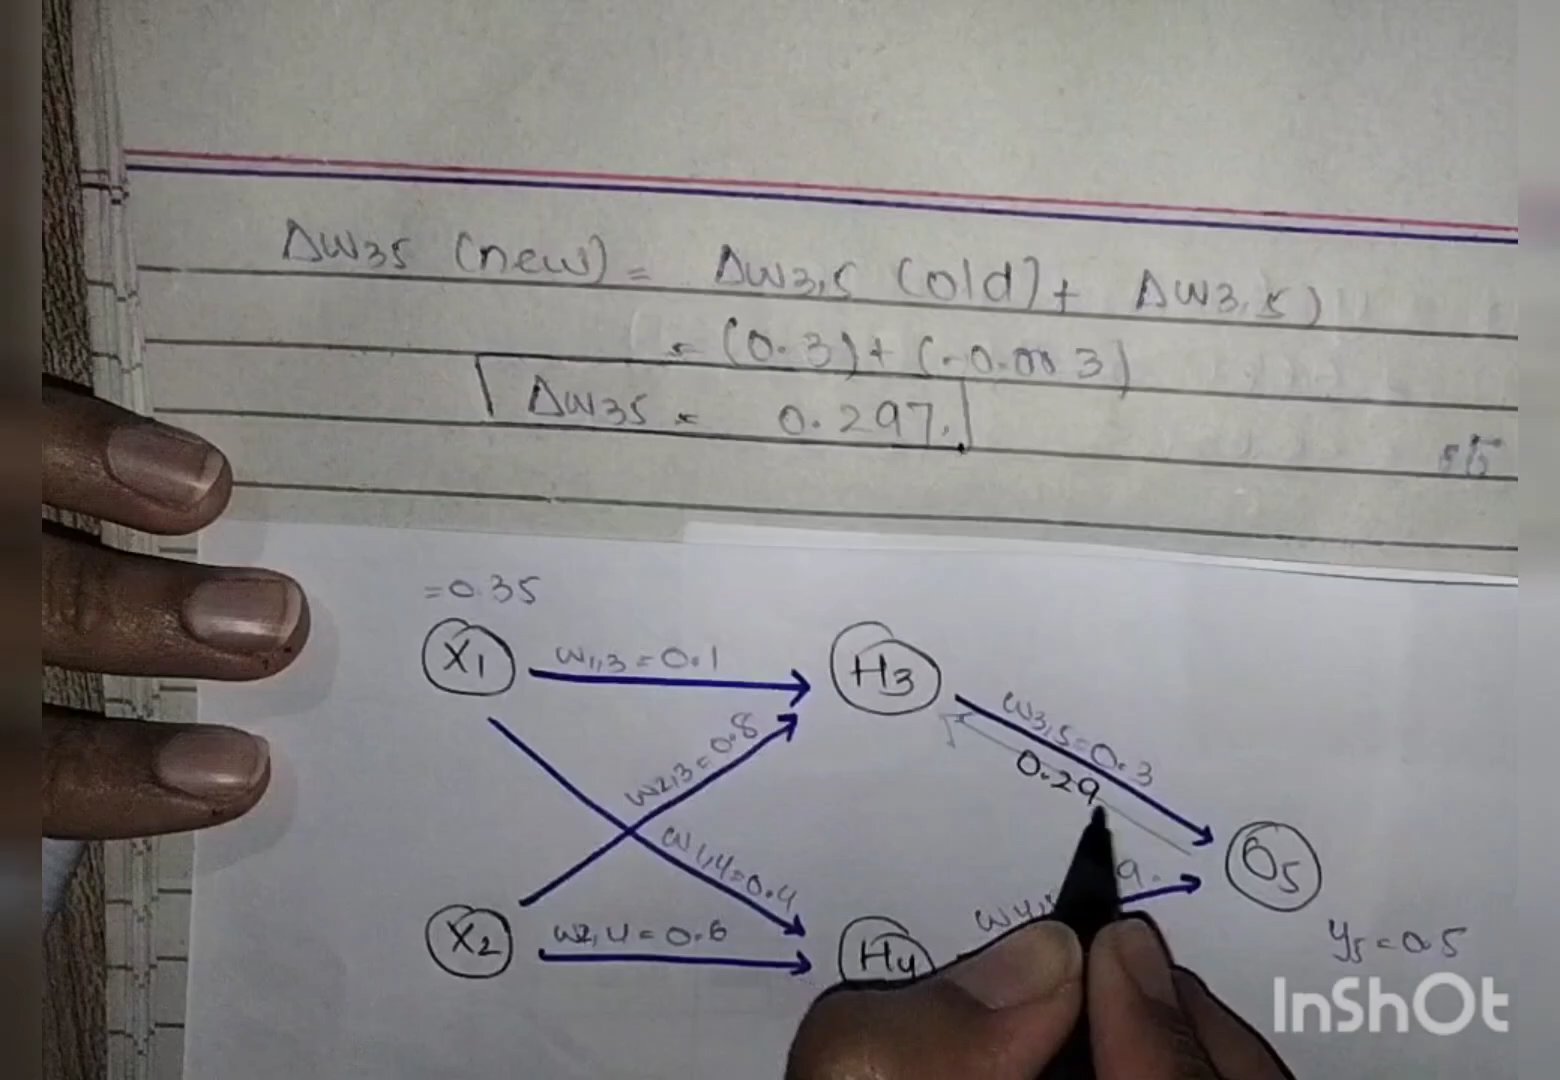 Δw35 (new) = Δw3,5 (old) + Δw3,5)
= (0.3) + (-0.003)
Δw35 = 0.297.
= 0.35
X1
w1,3 = 0.1
H3
w3,5 = 0.3
0.29
w2,3 = 0.8
w1,4 = 0.4
O5
X2
w2,4 = 0.6
H4
w4,
9.
y5 = 0.5
InShOt